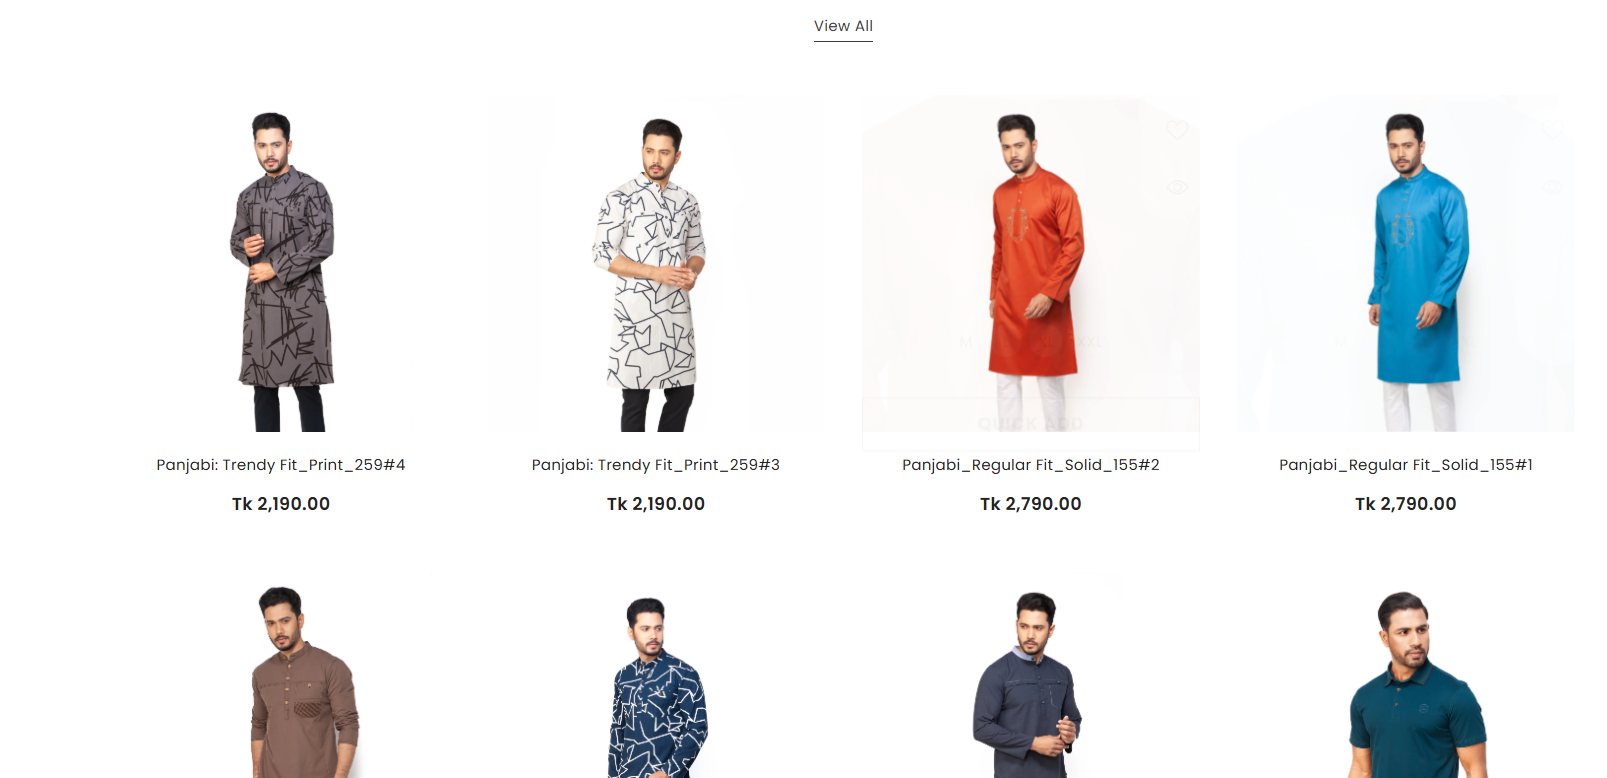 View All
M XXL
QUICK ADD
Panjabi: Trendy Fit_Print_259#4
Panjabi: Trendy Fit_Print_259#3
Panjabi_Regular Fit_Solid_155#2
Panjabi_Regular Fit_Solid_155#1
Tk 2,190.00
Tk 2,190.00
Tk 2,790.00
Tk 2,790.00